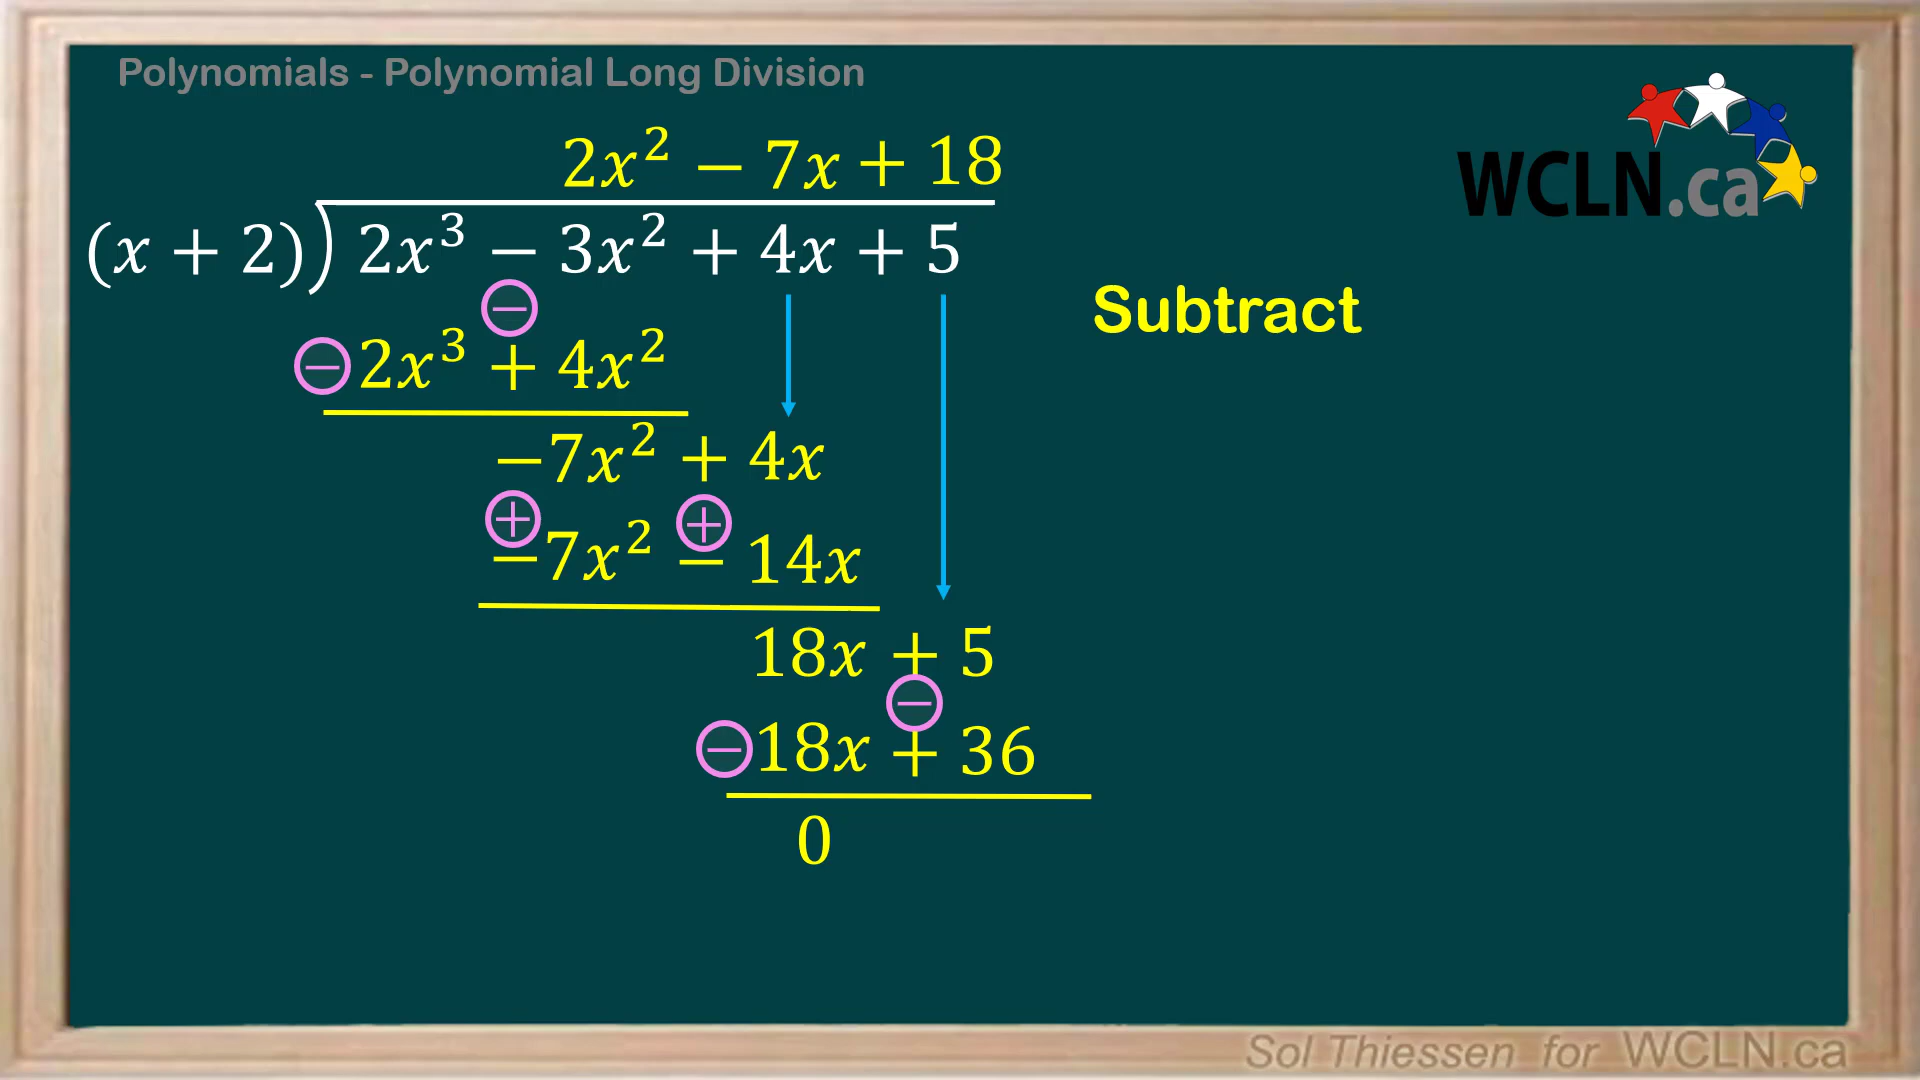 Polynomials - Polynomial Long Division
WCLN.ca
2x² − 7x + 18
(x + 2)) 2x³ − 3x² + 4x + 5
Subtract
−
− 2x³ + 4x²
−7x² + 4x
+ +
−7x² − 14x
18x + 5
−
− 18x + 36
0
Sol Thiessen for WCLN.ca